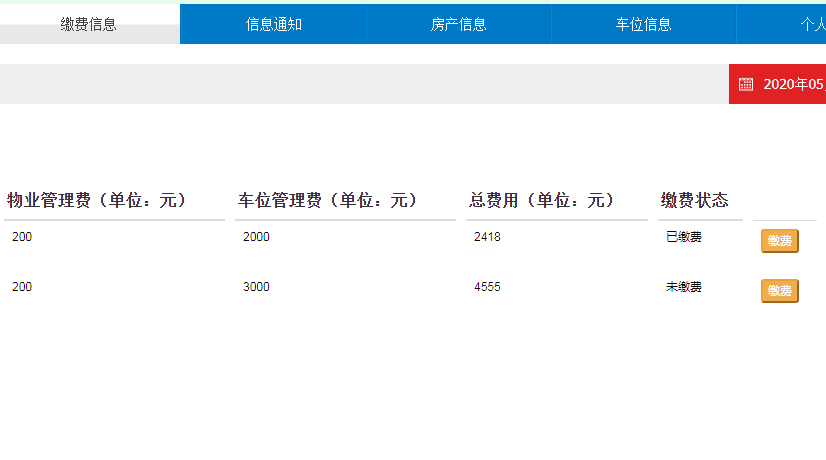 缴费信息 信息通知 房产信息 车位信息 个人
2020年05
物业管理费（单位：元） 车位管理费（单位：元） 总费用（单位：元） 缴费状态
200 2000 2418 已缴费 缴费
200 3000 4555 未缴费 缴费